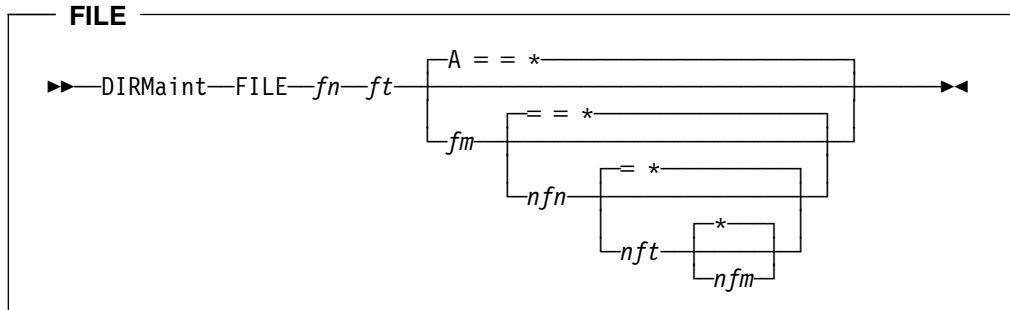 FILE
A = = *
►►─DIRMaint─FILE─fn─ft─►◄
fm = = *
nfn = *
nft *
nfm